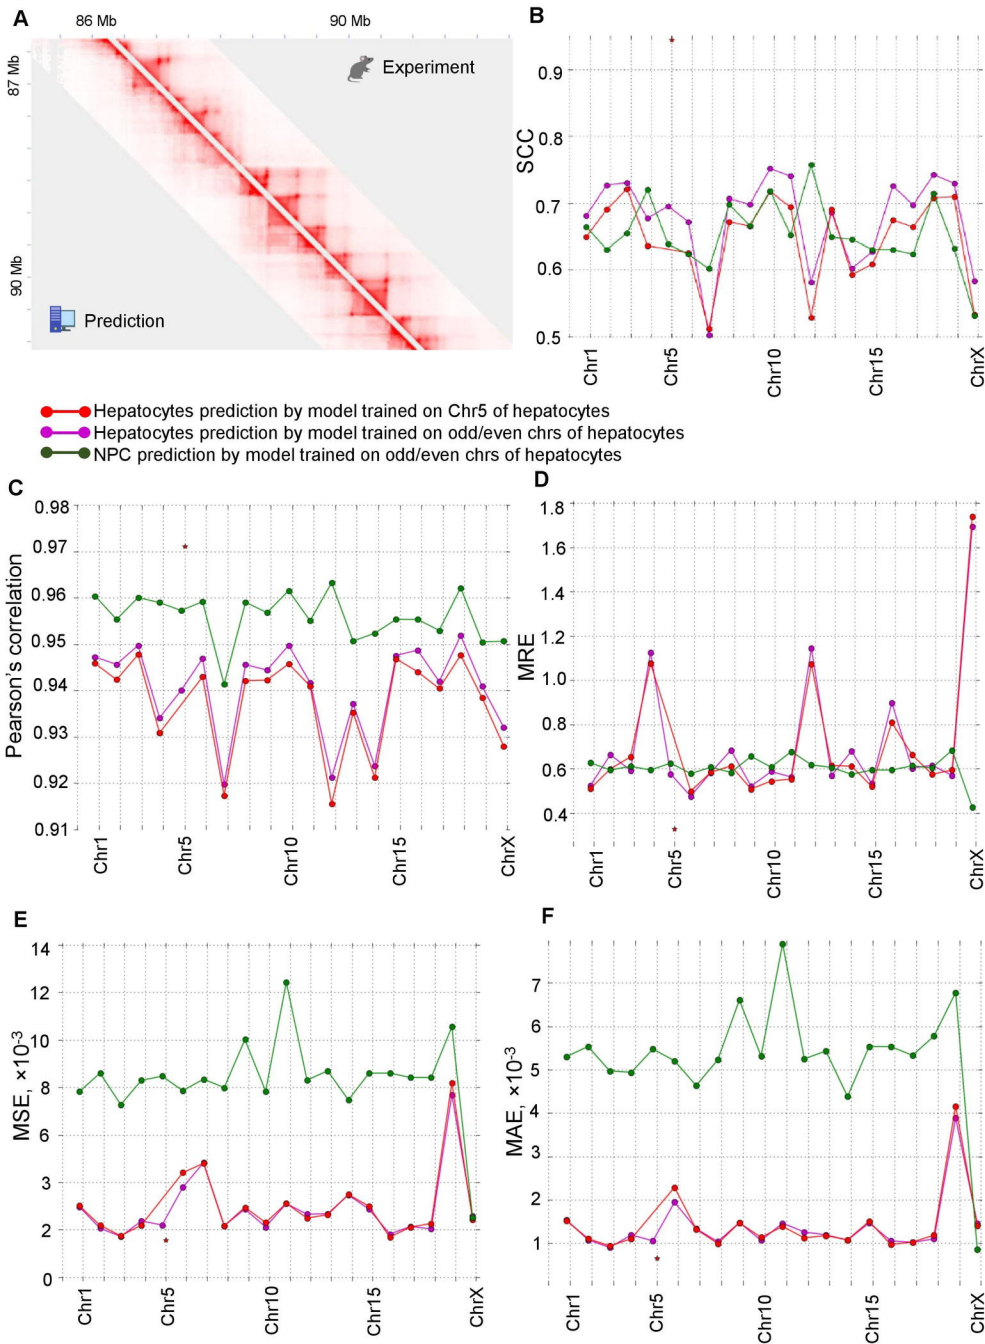 A
86 Mb
90 Mb
87 Mb
90 Mb
Experiment
Prediction
B
SCC
0.9
0.8
0.7
0.6
0.5
Chr1
Chr5
Chr10
Chr15
ChrX
Hepatocytes prediction by model trained on Chr5 of hepatocytes
Hepatocytes prediction by model trained on odd/even chrs of hepatocytes
NPC prediction by model trained on odd/even chrs of hepatocytes
C
Pearson's correlation
0.98
0.97
0.96
0.95
0.94
0.93
0.92
0.91
Chr1
Chr5
Chr10
Chr15
ChrX
D
MRE
1.8
1.6
1.4
1.2
1.0
0.8
0.6
0.4
Chr1
Chr5
Chr10
Chr15
ChrX
E
MSE, ×10⁻³
14
12
10
8
6
3
2
0
Chr1
Chr5
Chr10
Chr15
ChrX
F
MAE, ×10⁻³
7
6
5
4
3
2
1
Chr1
Chr5
Chr10
Chr15
ChrX